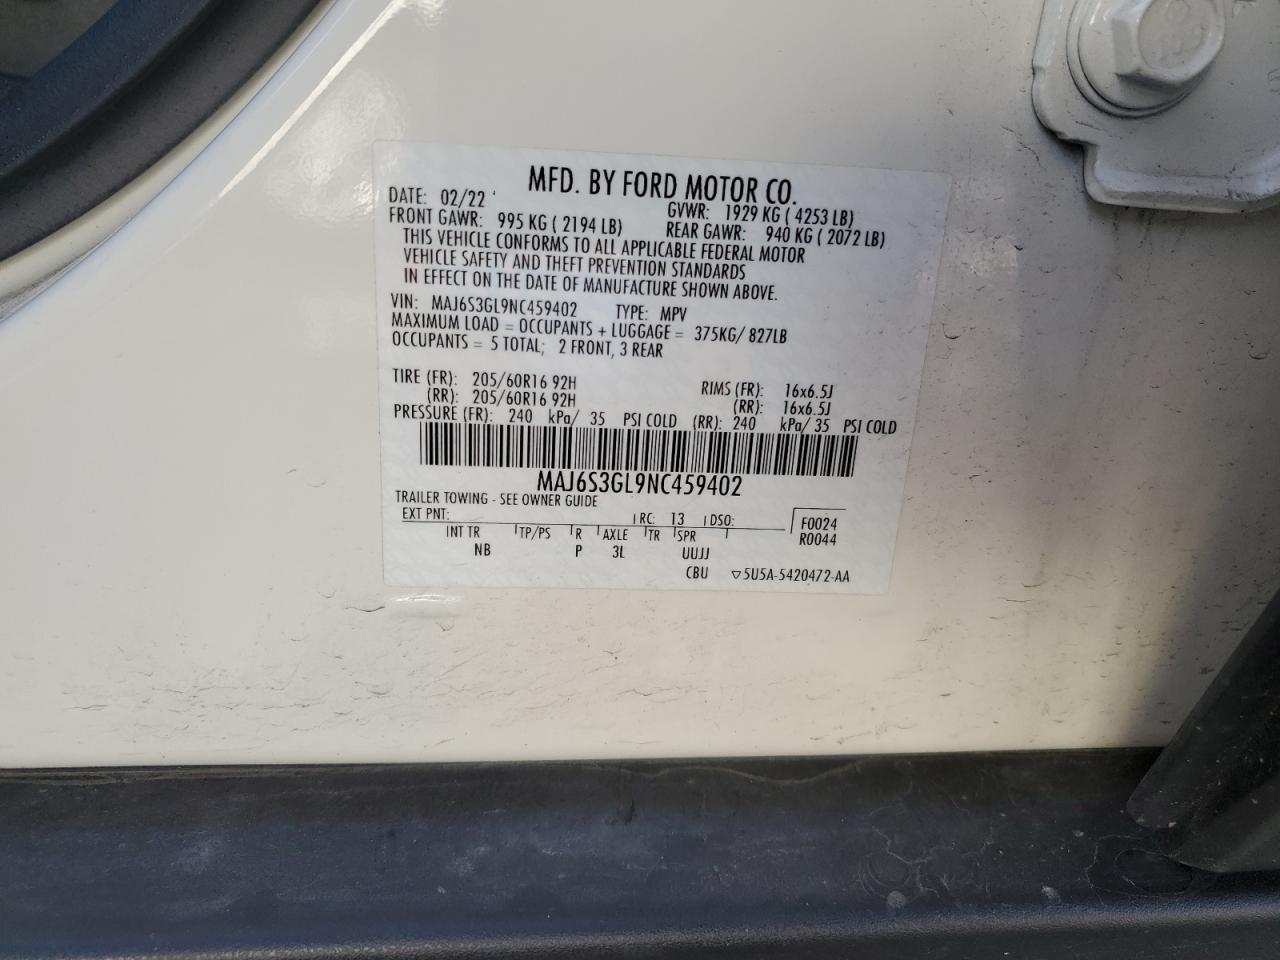 MFD. BY FORD MOTOR CO.
DATE: 02/22 GVWR: 1929 KG ( 4253 LB)
FRONT GAWR: 995 KG ( 2194 LB) REAR GAWR: 940 KG ( 2072 LB)
THIS VEHICLE CONFORMS TO ALL APPLICABLE FEDERAL MOTOR
VEHICLE SAFETY AND THEFT PREVENTION STANDARDS
IN EFFECT ON THE DATE OF MANUFACTURE SHOWN ABOVE.
VIN: MAJ6S3GL9NC459402 TYPE: MPV
MAXIMUM LOAD = OCCUPANTS + LUGGAGE = 375KG/ 827LB
OCCUPANTS = 5 TOTAL; 2 FRONT, 3 REAR
TIRE (FR): 205/60R16 92H RIMS (FR): 16x6.5J
(RR): 205/60R16 92H (RR): 16x6.5J
PRESSURE (FR): 240 kPa/ 35 PSI COLD (RR): 240 kPa/ 35 PSI COLD
MAJ6S3GL9NC459402
TRAILER TOWING - SEE OWNER GUIDE
EXT PNT: RC: 13 DSO: F0024
INT TR TP/PS R AXLE TR SPR R0044
NB P 3L UUJJ
CBU ▽5U5A-5420472-AA